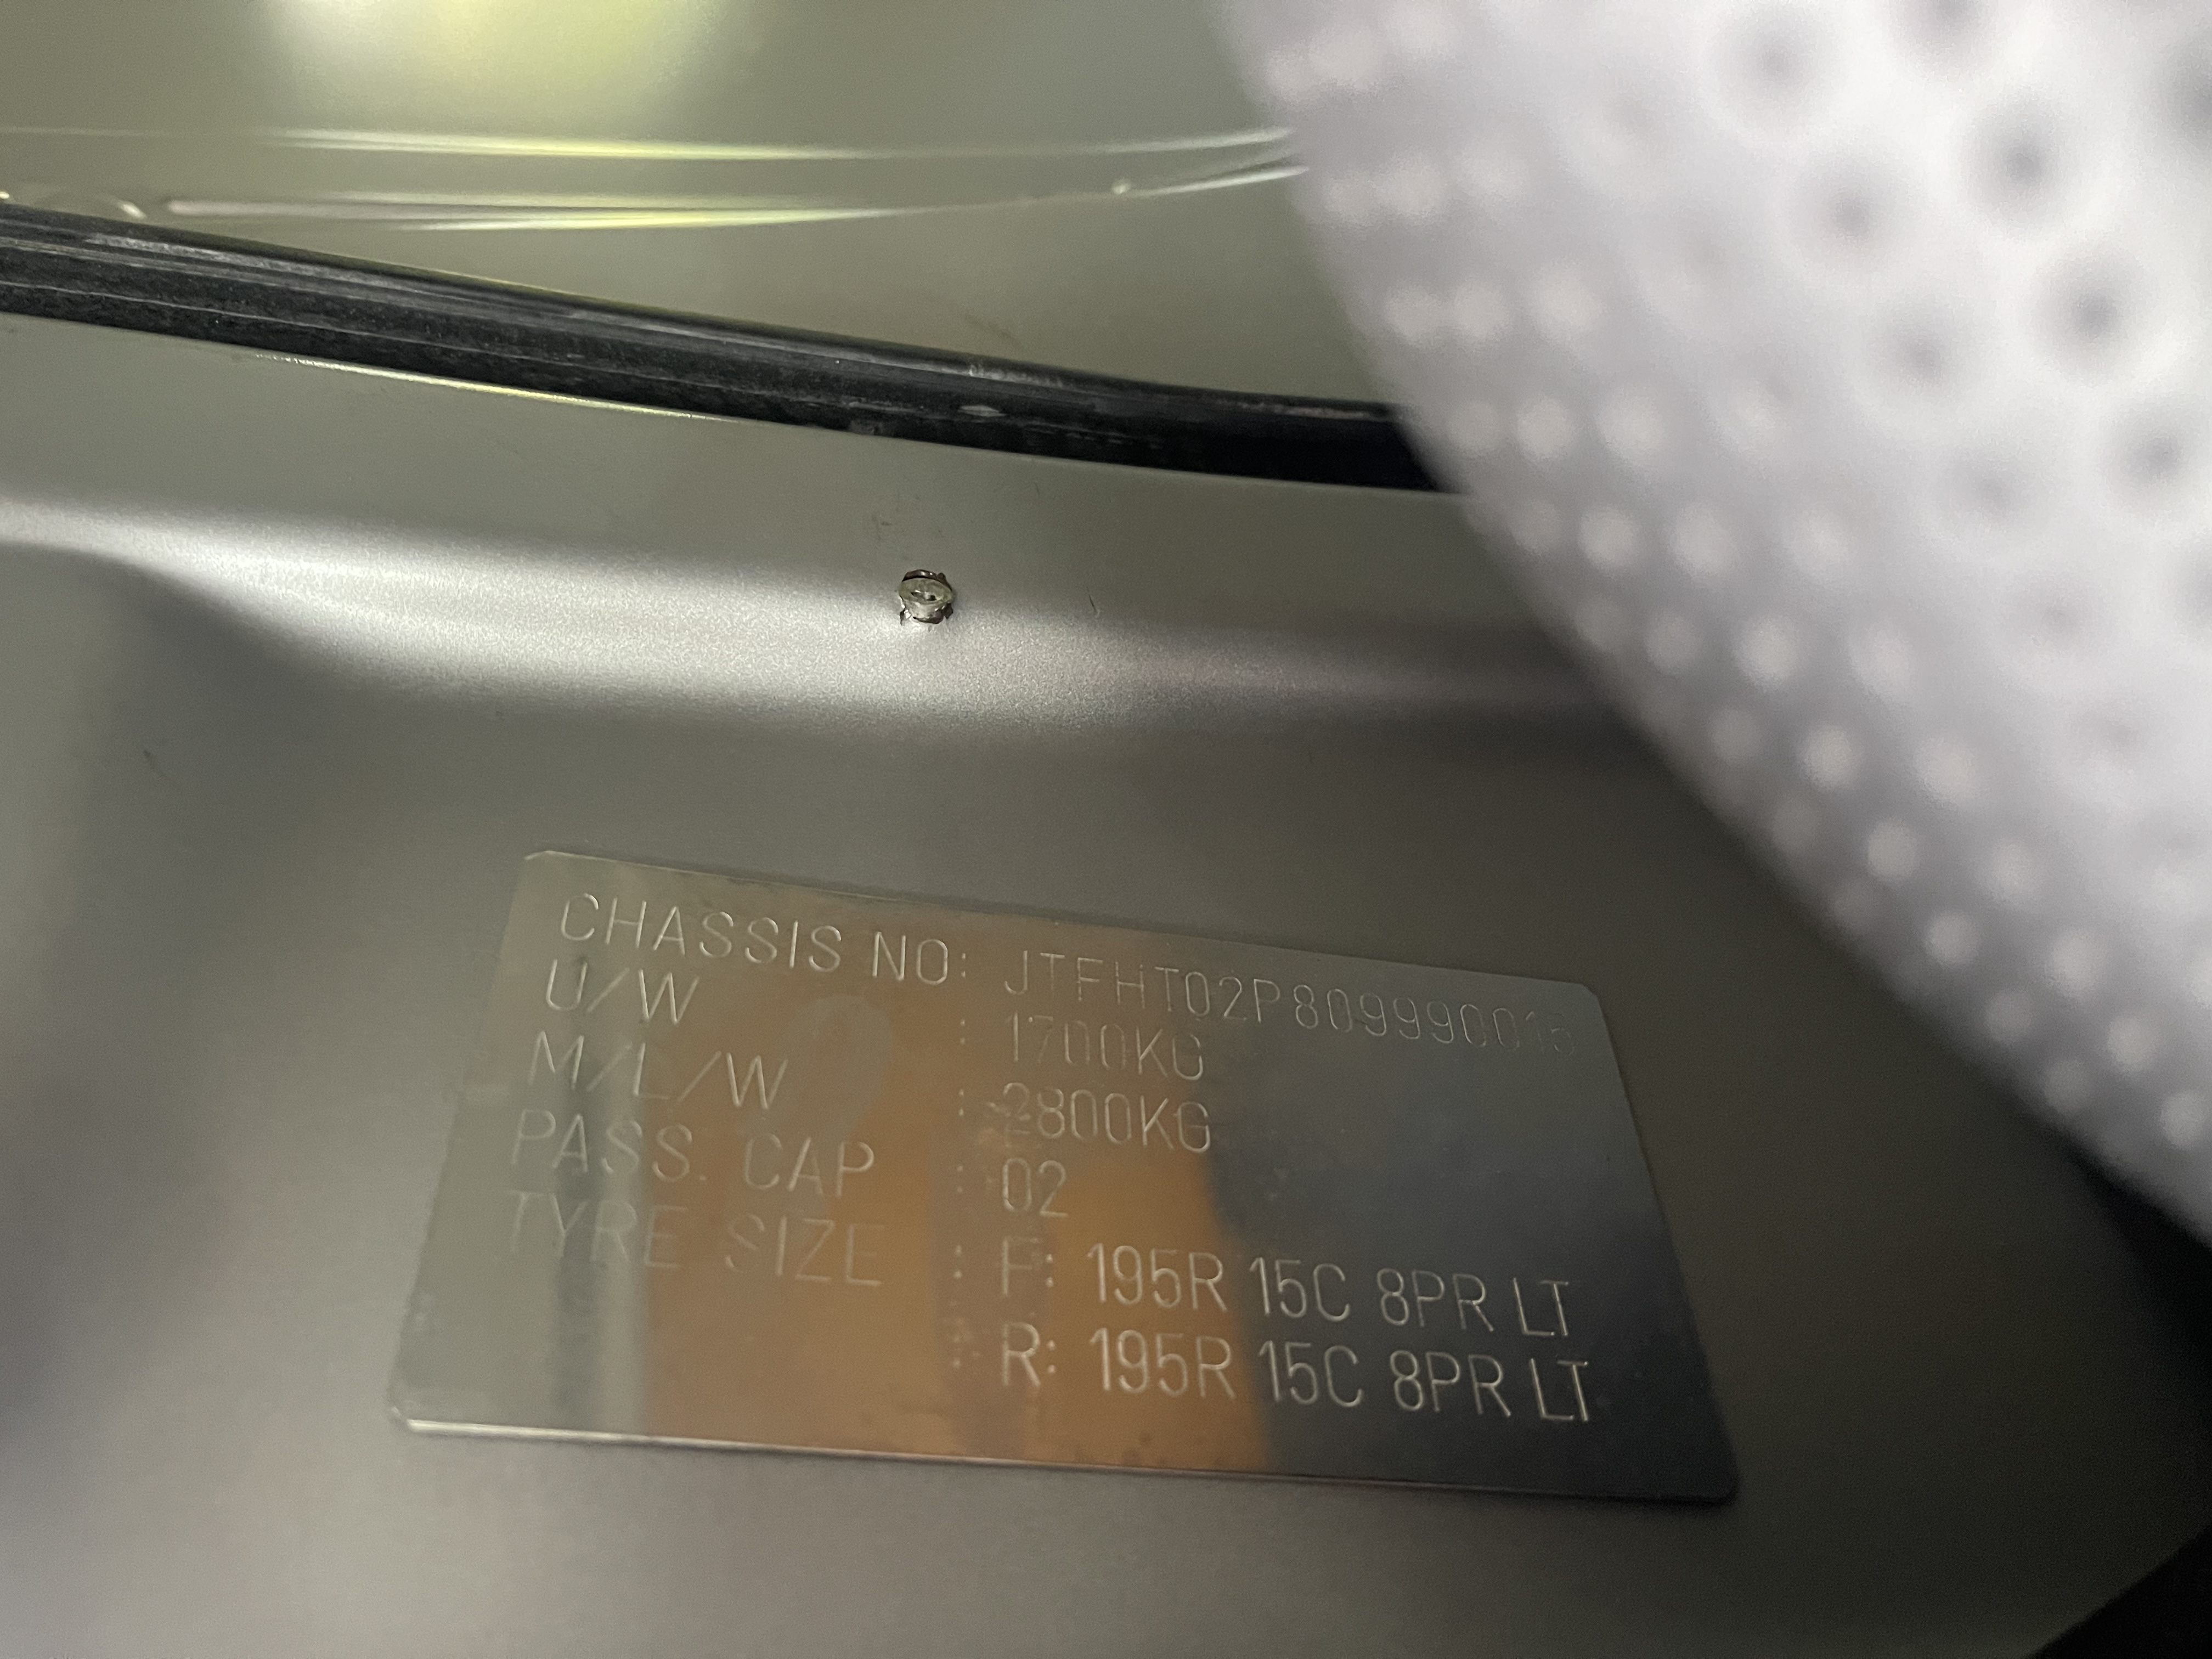 CHASSIS NO: JTFHT02P809990015
U/W : 1700KG
M/L/W : 2800KG
PASS. CAP : 02
TYRE SIZE : F: 195R 15C 8PR LT
: R: 195R 15C 8PR LT